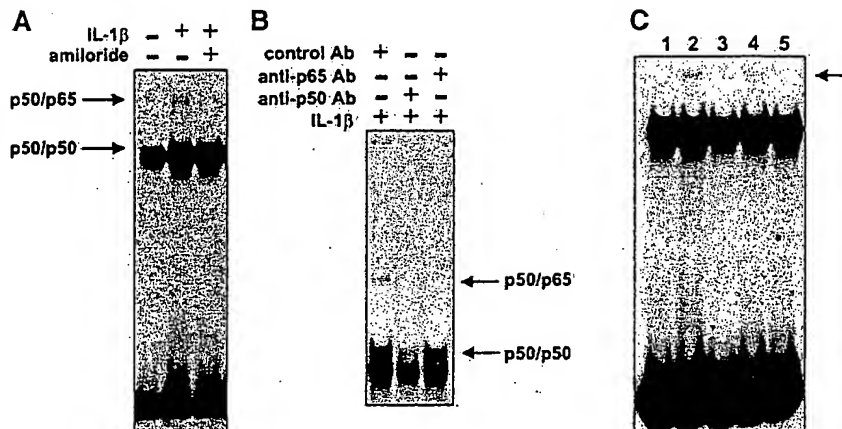 A
IL-1β - + +
amiloride - - +
p50/p65
p50/p50
B
control Ab + - -
anti-p65 Ab - - +
anti-p50 Ab - + -
IL-1β + + +
p50/p65
p50/p50
C
1 2 3 4 5